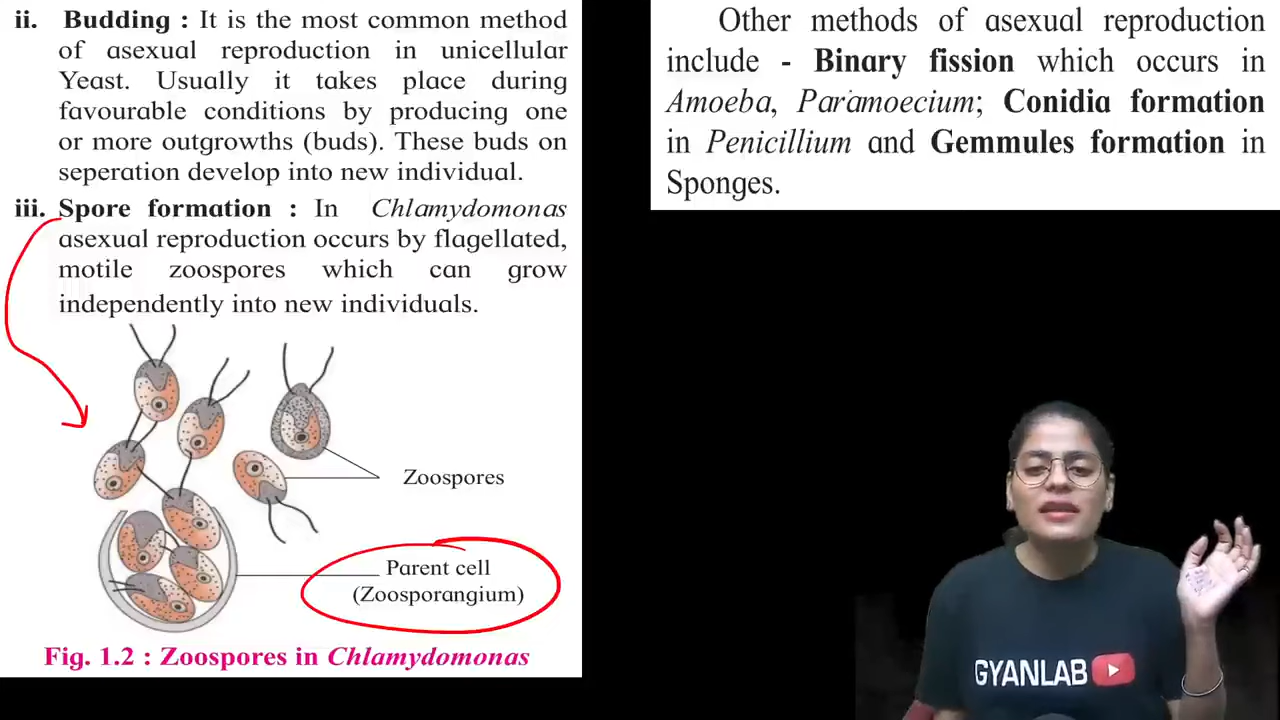 ii. Budding : It is the most common method
of asexual reproduction in unicellular
Yeast. Usually it takes place during
favourable conditions by producing one
or more outgrowths (buds). These buds on
seperation develop into new individual.
iii. Spore formation : In Chlamydomonas
asexual reproduction occurs by flagellated,
motile zoospores which can grow
independently into new individuals.
Zoospores
Parent cell
(Zoosporangium)
Fig. 1.2 : Zoospores in Chlamydomonas
Other methods of asexual reproduction
include - Binary fission which occurs in
Amoeba, Paramoecium; Conidia formation
in Penicillium and Gemmules formation in
Sponges.
GYANLAB